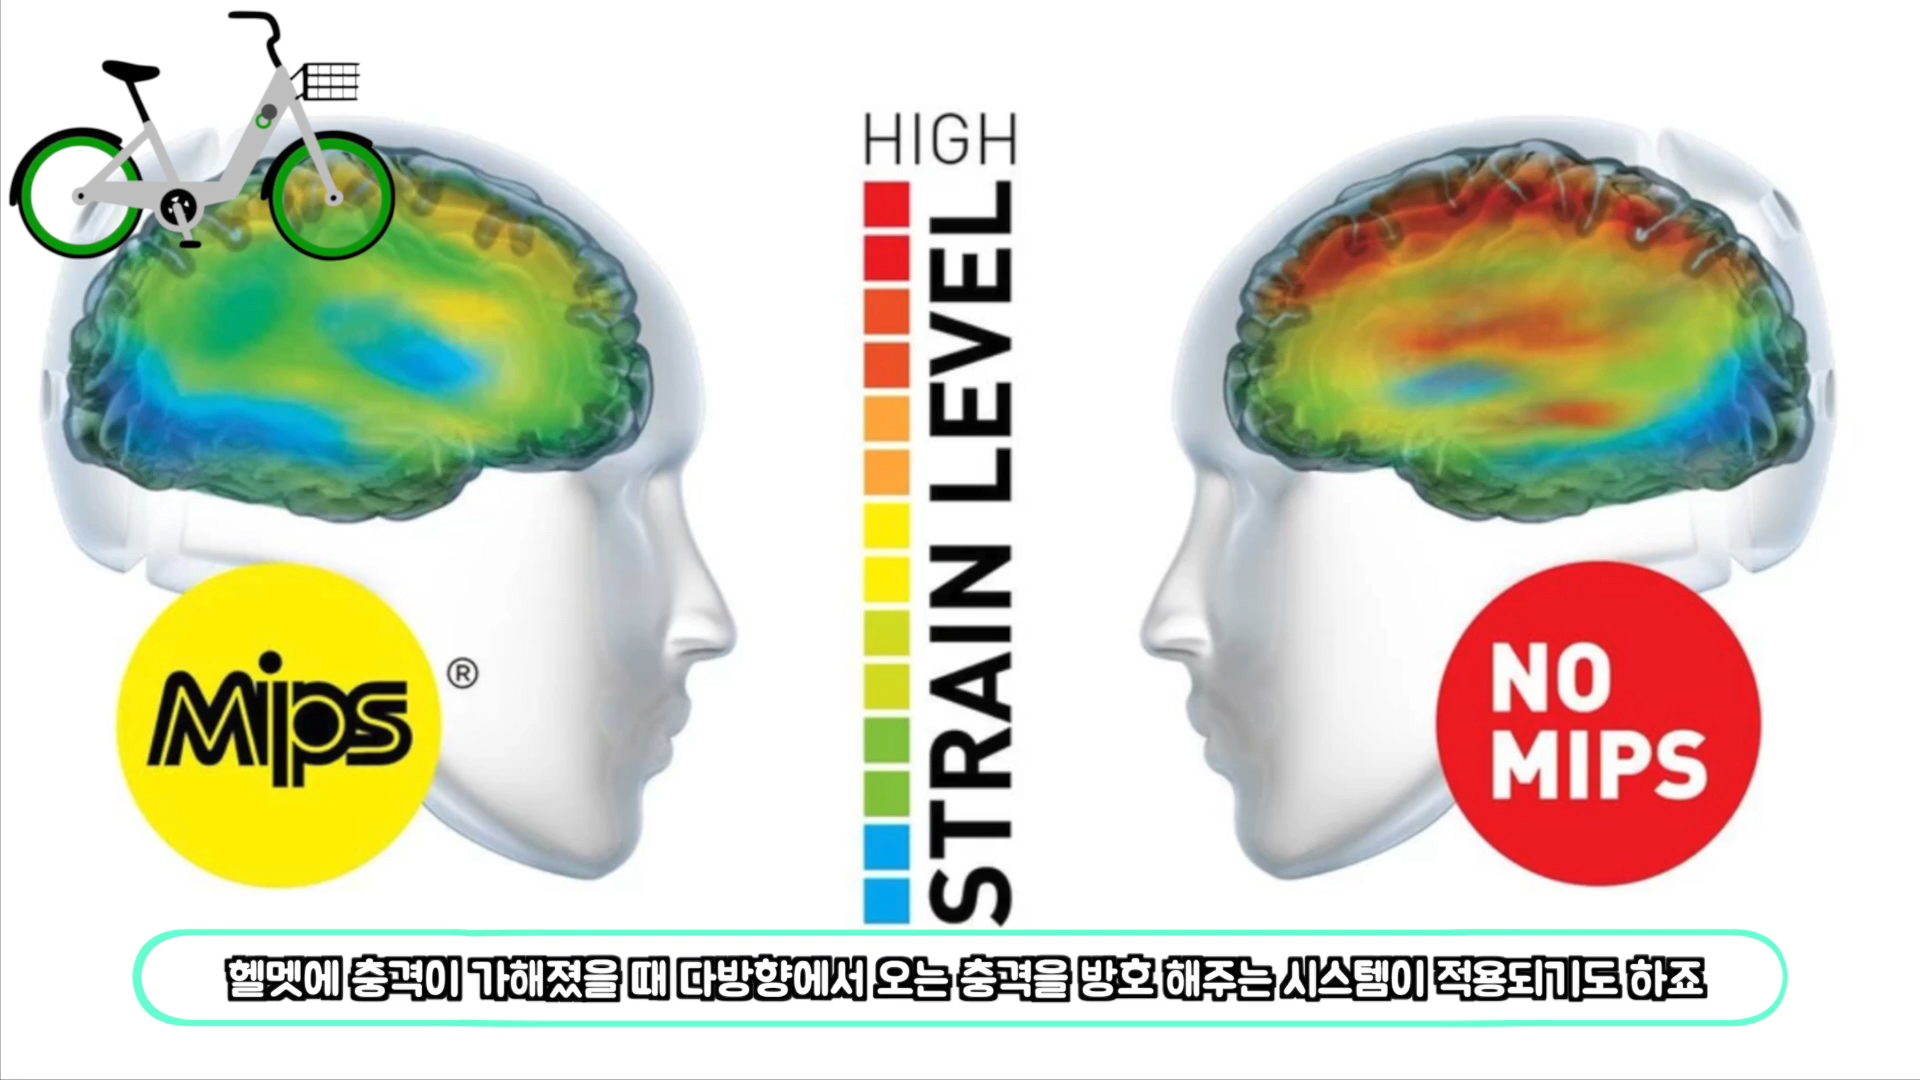 HIGH
STRAIN LEVEL
Mips ®
NO
MIPS
헬멧에 충격이 가해졌을 때 다방향에서 오는 충격을 방호 해주는 시스템이 적용되기도 하죠